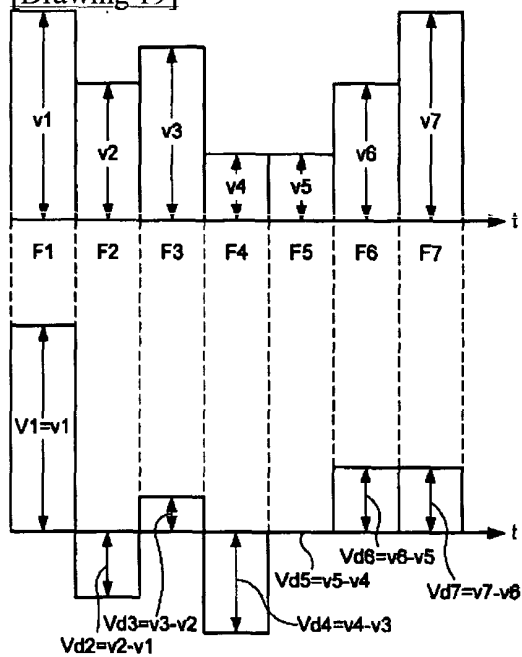 [Drawing 19]
v1
v2
v3
v4
v5
v6
v7
t
F1 F2 F3 F4 F5 F6 F7
V1=v1
t
Vd6=v6-v5
Vd5=v5-v4
Vd3=v3-v2
Vd4=v4-v3
Vd7=v7-v6
Vd2=v2-v1